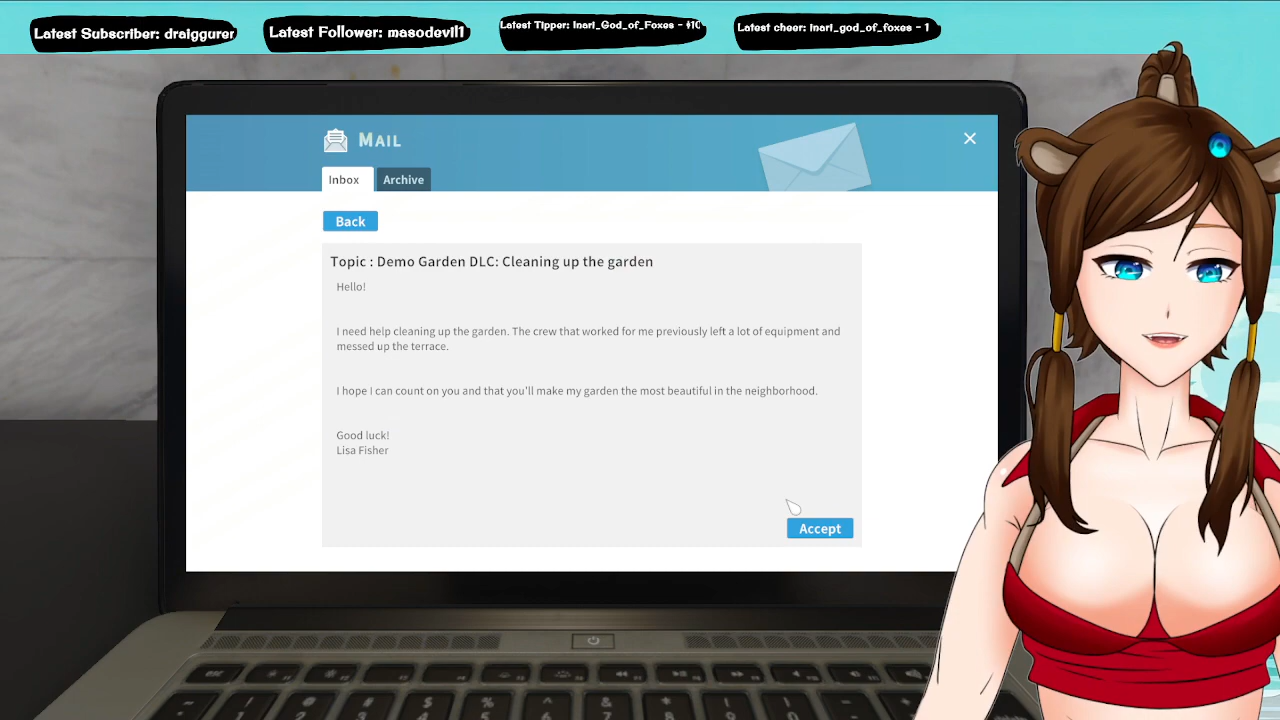 Latest Subscriber: draiggurer
Latest Follower: masodevil1
Latest Tipper: Inari_God_of_Foxes - $10
Latest cheer: inari_god_of_foxes - 1
Mail
Inbox
Archive
Back
Topic : Demo Garden DLC: Cleaning up the garden
Hello!
I need help cleaning up the garden. The crew that worked for me previously left a lot of equipment and
messed up the terrace.
I hope I can count on you and that you'll make my garden the most beautiful in the neighborhood.
Good luck!
Lisa Fisher
Accept